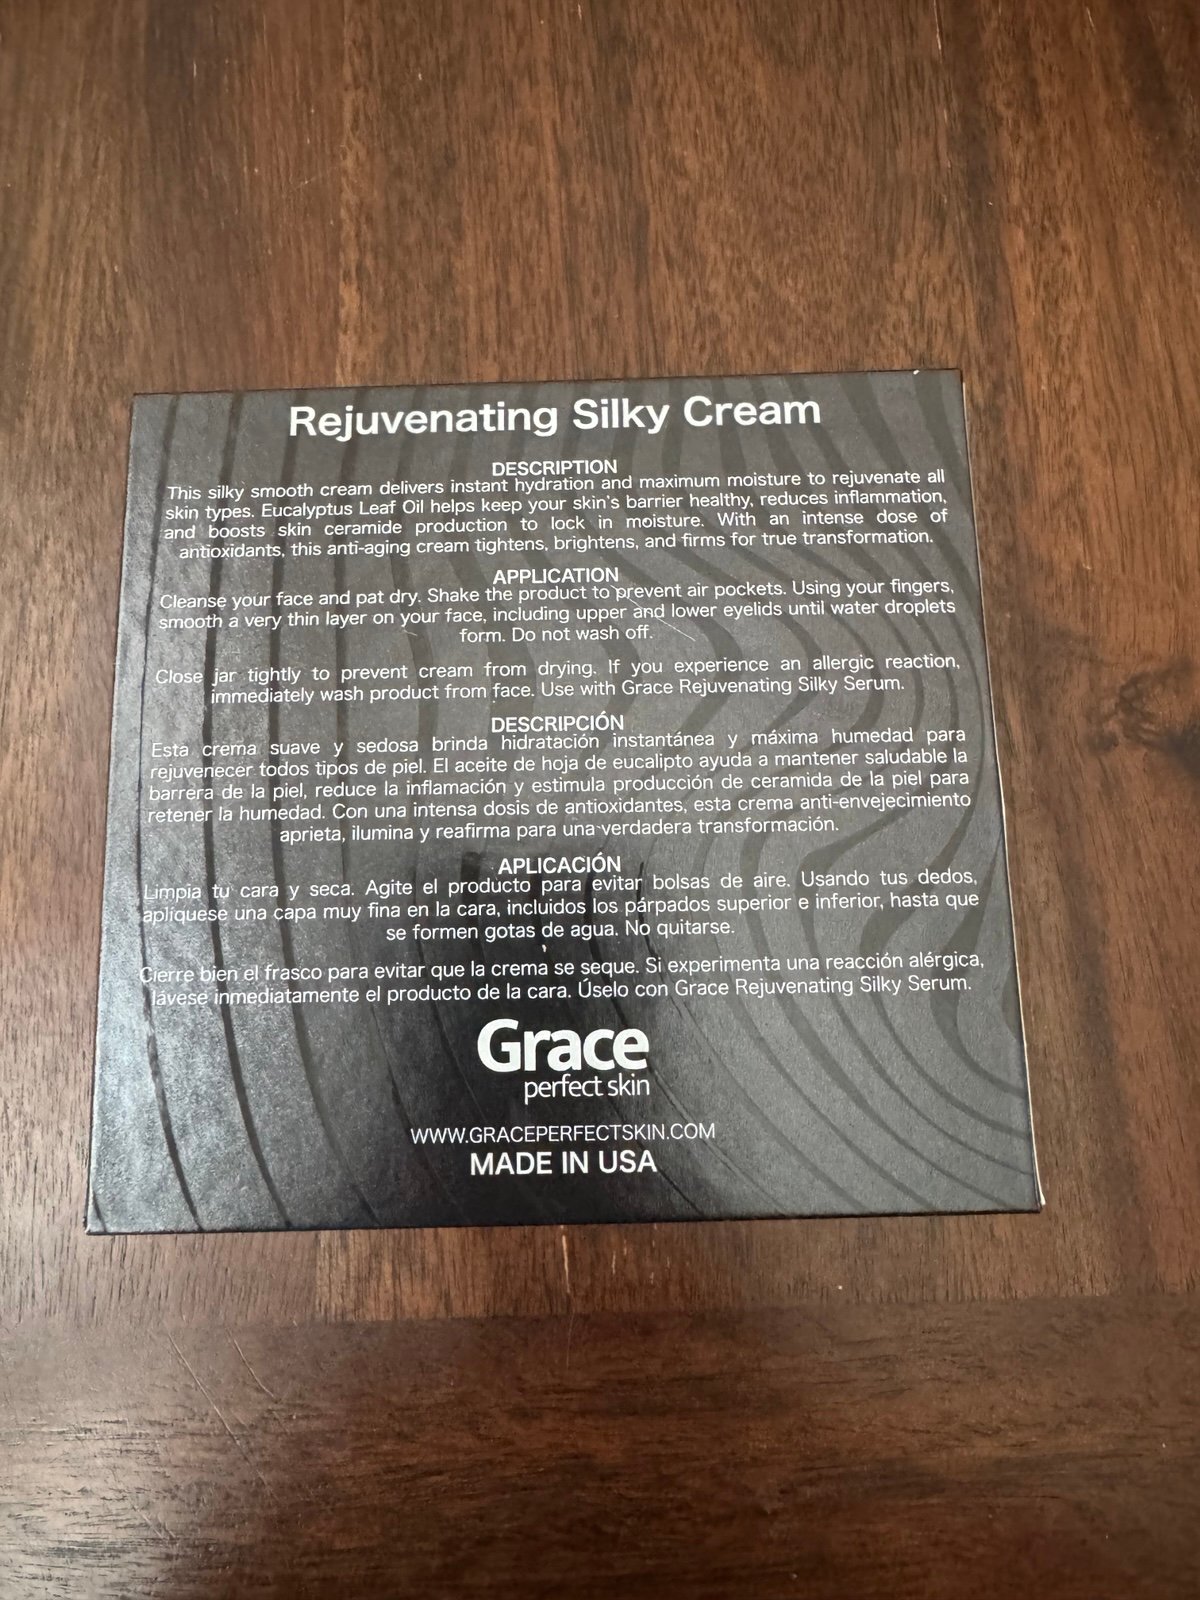 Rejuvenating Silky Cream
DESCRIPTION
This silky smooth cream delivers instant hydration and maximum moisture to rejuvenate all
skin types. Eucalyptus Leaf Oil helps keep your skin's barrier healthy, reduces inflammation,
and boosts skin ceramide production to lock in moisture. With an intense dose of
antioxidants, this anti-aging cream tightens, brightens, and firms for true transformation.
APPLICATION
Cleanse your face and pat dry. Shake the product to prevent air pockets. Using your fingers,
smooth a very thin layer on your face, including upper and lower eyelids until water droplets
form. Do not wash off.
Close jar tightly to prevent cream from drying. If you experience an allergic reaction,
immediately wash product from face. Use with Grace Rejuvenating Silky Serum.
DESCRIPCIÓN
Esta crema suave y sedosa brinda hidratación instantánea y máxima humedad para
rejuvenecer todos tipos de piel. El aceite de hoja de eucalipto ayuda a mantener saludable la
barrera de la piel, reduce la inflamación y estimula producción de ceramida de la piel para
retener la humedad. Con una intensa dosis de antioxidantes, esta crema anti-envejecimiento
aprieta, ilumina y reafirma para una verdadera transformación.
APLICACIÓN
Limpia tu cara y seca. Agite el producto para evitar bolsas de aire. Usando tus dedos,
aplíquese una capa muy fina en la cara, incluidos los párpados superior e inferior, hasta que
se formen gotas de agua. No quitarse.
Cierre bien el frasco para evitar que la crema se seque. Si experimenta una reacción alérgica,
lávese inmediatamente el producto de la cara. Úselo con Grace Rejuvenating Silky Serum.
Grace
perfect skin
WWW.GRACEPERFECTSKIN.COM
MADE IN USA